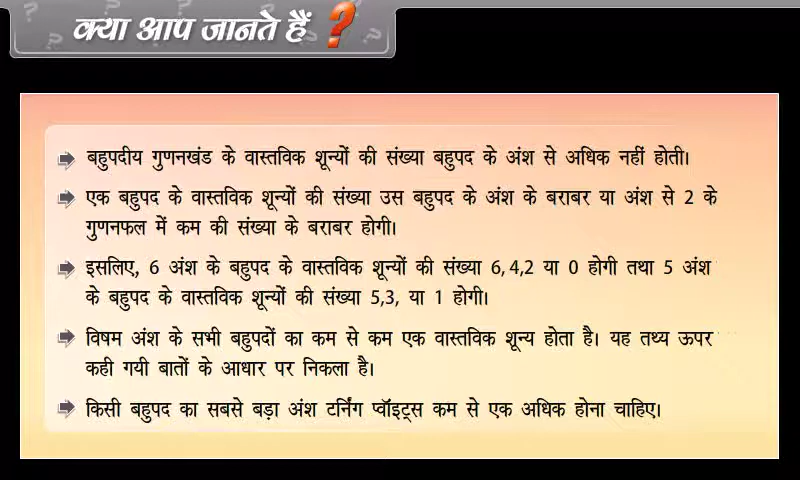 क्या आप जानते हैं ?
बहुपदीय गुणनखंड के वास्तविक शून्यों की संख्या बहुपद के अंश से अधिक नहीं होती।
एक बहुपद के वास्तविक शून्यों की संख्या उस बहुपद के अंश के बराबर या अंश से 2 के
गुणनफल में कम की संख्या के बराबर होगी।
इसलिए, 6 अंश के बहुपद के वास्तविक शून्यों की संख्या 6,4,2 या 0 होगी तथा 5 अंश
के बहुपद के वास्तविक शून्यों की संख्या 5,3, या 1 होगी।
विषम अंश के सभी बहुपदों का कम से कम एक वास्तविक शून्य होता है। यह तथ्य ऊपर
कही गयी बातों के आधार पर निकला है।
किसी बहुपद का सबसे बड़ा अंश टर्निंग प्वॉइट्स कम से एक अधिक होना चाहिए।